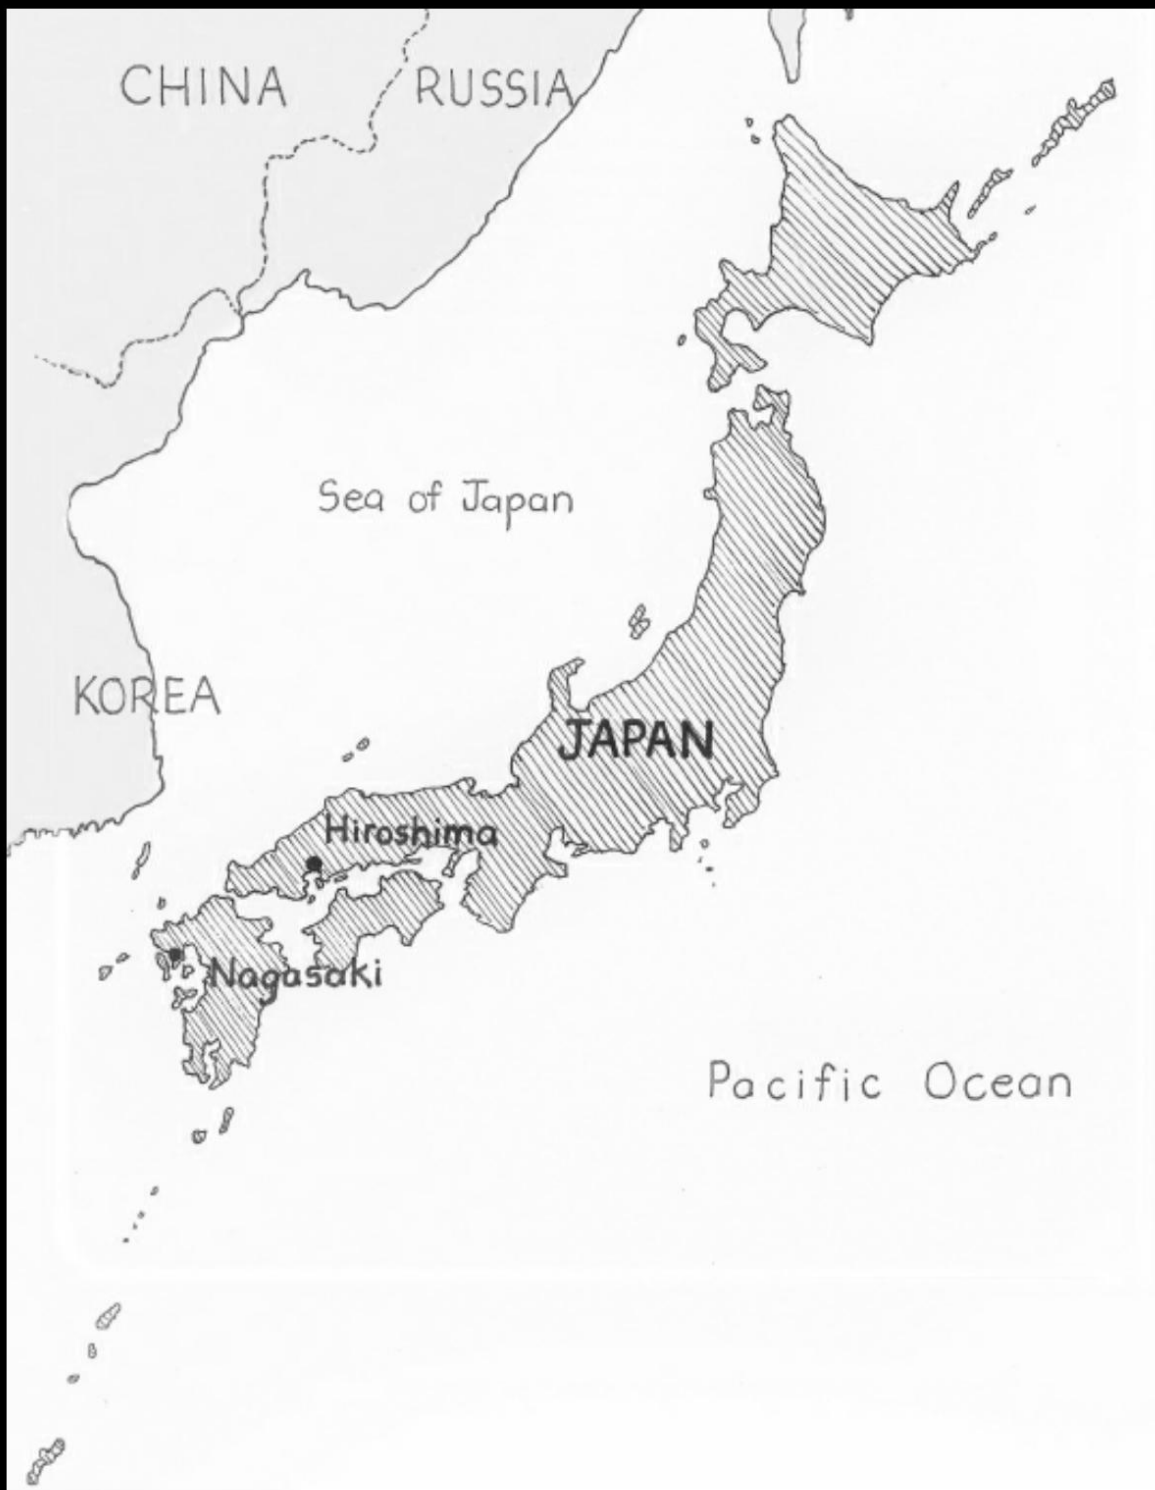 CHINA
RUSSIA
Sea of Japan
KOREA
JAPAN
Hiroshima
Nagasaki
Pacific Ocean